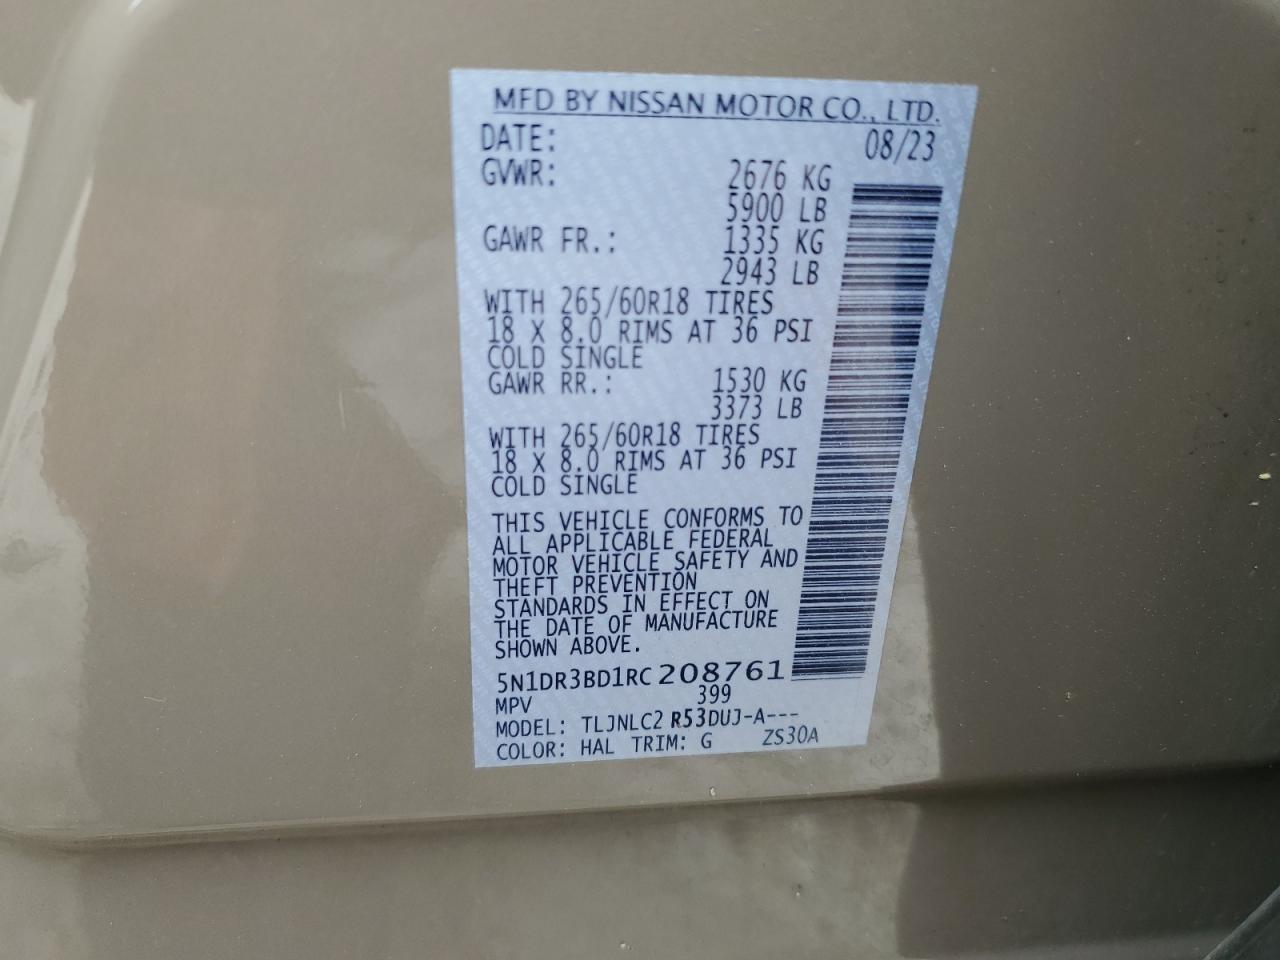 MFD BY NISSAN MOTOR CO., LTD.
DATE: 08/23
GVWR: 2676 KG
5900 LB
GAWR FR.: 1335 KG
2943 LB
WITH 265/60R18 TIRES
18 X 8.0 RIMS AT 36 PSI
COLD SINGLE
GAWR RR.: 1530 KG
3373 LB
WITH 265/60R18 TIRES
18 X 8.0 RIMS AT 36 PSI
COLD SINGLE
THIS VEHICLE CONFORMS TO
ALL APPLICABLE FEDERAL
MOTOR VEHICLE SAFETY AND
THEFT PREVENTION
STANDARDS IN EFFECT ON
THE DATE OF MANUFACTURE
SHOWN ABOVE.
5N1DR3BD1RC208761
MPV 399
MODEL: TLJNLC2 R53DUJ-A---
COLOR: HAL TRIM: G ZS30A